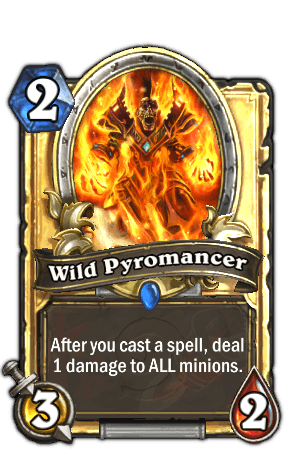 2
Wild Pyromancer
After you cast a spell, deal
1 damage to ALL minions.
3
2